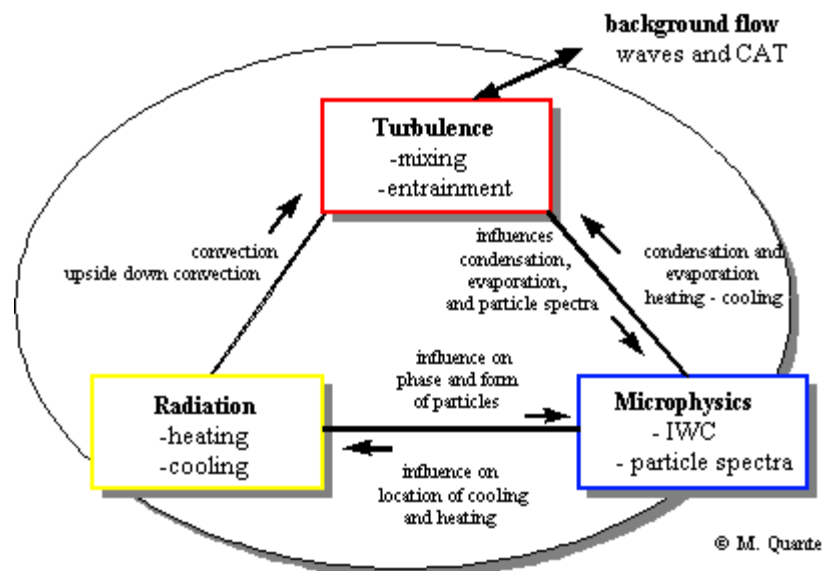 background flow
waves and CAT
Turbulence
-mixing
-entrainment
convection
upside down convection
influences
condensation,
evaporation,
and particle spectra
condensation and
evaporation
heating - cooling
influence on
phase and form
of particles
Radiation
-heating
-cooling
Microphysics
- IWC
- particle spectra
influence on
location of cooling
and heating
© M. Quante